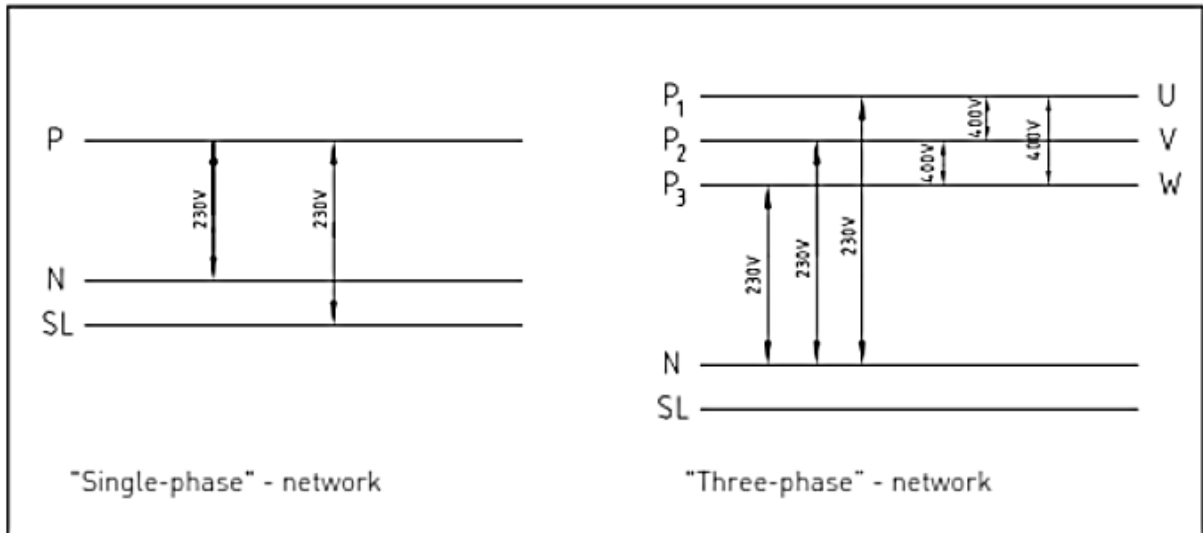 P
230V
230V
N
SL
"Single-phase" - network
P1
U
400V
P2
V
400V
400V
P3
W
230V
230V
230V
N
SL
"Three-phase" - network